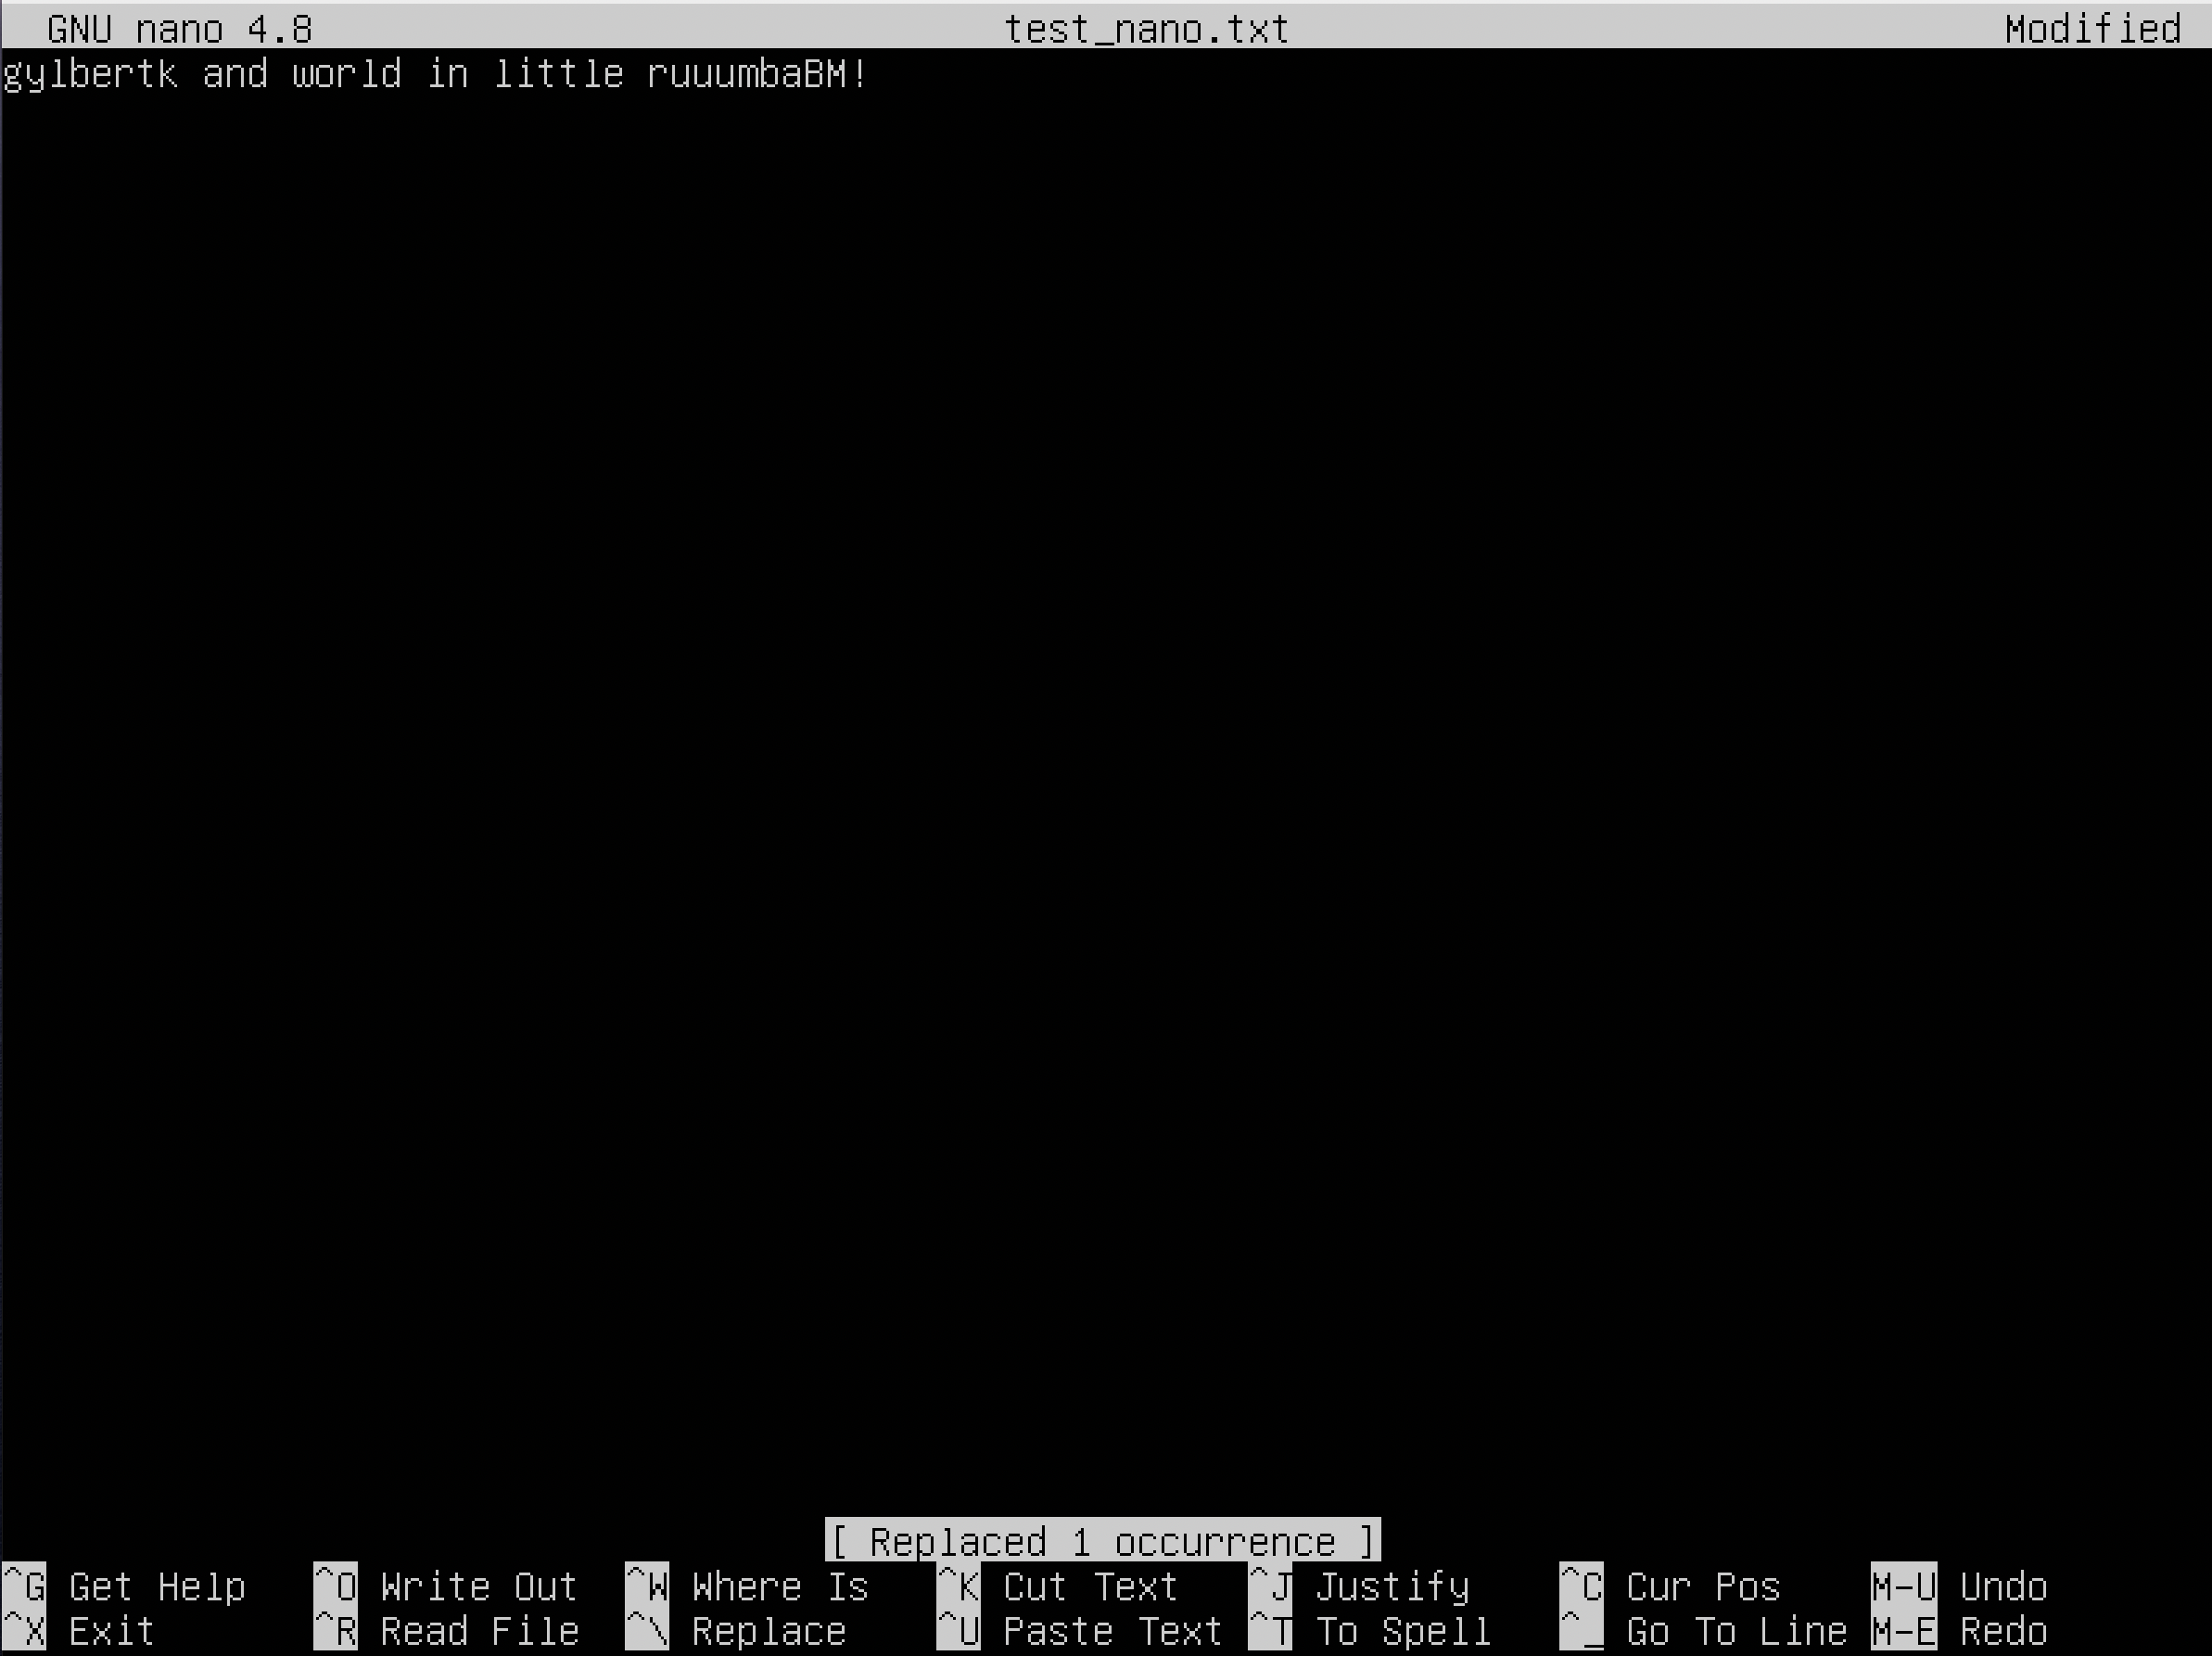 GNU nano 4.8 test_nano.txt Modified
gylbertk and world in little ruuumbaBM!
[ Replaced 1 occurrence ]
^G Get Help ^O Write Out ^W Where Is ^K Cut Text ^J Justify ^C Cur Pos M-U Undo
^X Exit ^R Read File ^\ Replace ^U Paste Text ^T To Spell ^_ Go To Line M-E Redo